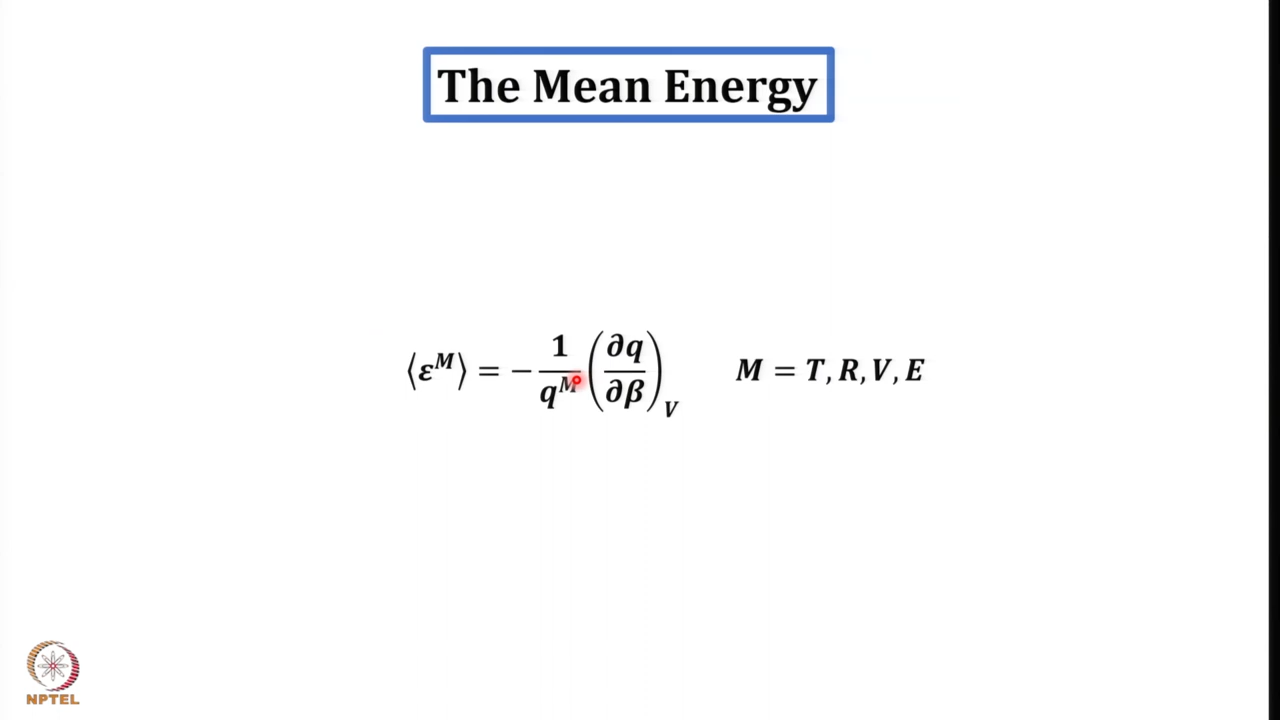 The Mean Energy
⟨ε^M⟩ = − 1/q^M (∂q/∂β)_V   M = T, R, V, E
NPTEL